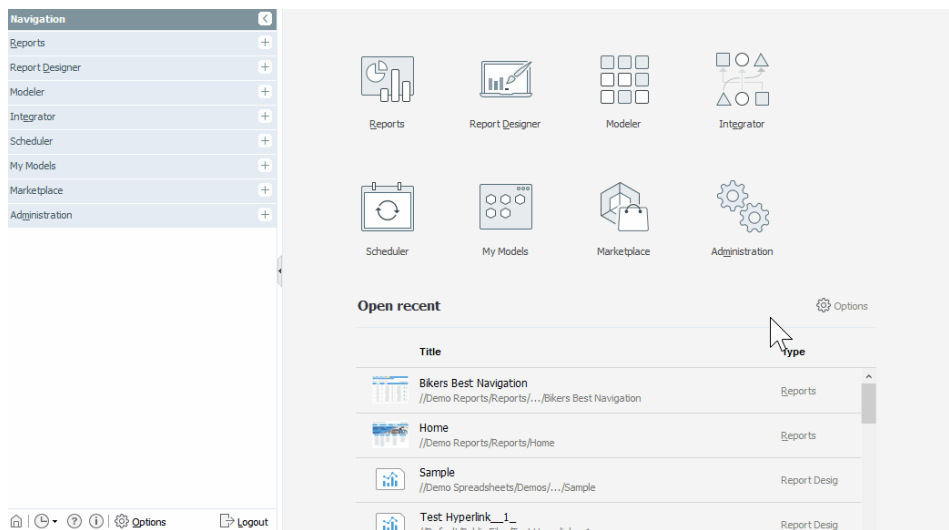 Navigation
Reports
Report Designer
Modeler
Integrator
Scheduler
My Models
Marketplace
Administration
Options
Logout
Reports
Report Designer
Modeler
Integrator
Scheduler
My Models
Marketplace
Administration
Open recent
Options
Title
Type
Bikers Best Navigation
//Demo Reports/Reports/.../Bikers Best Navigation
Reports
Home
//Demo Reports/Reports/Home
Reports
Sample
//Demo Spreadsheets/Demos/.../Sample
Report Desig
Test Hyperlink__1_
Report Desig